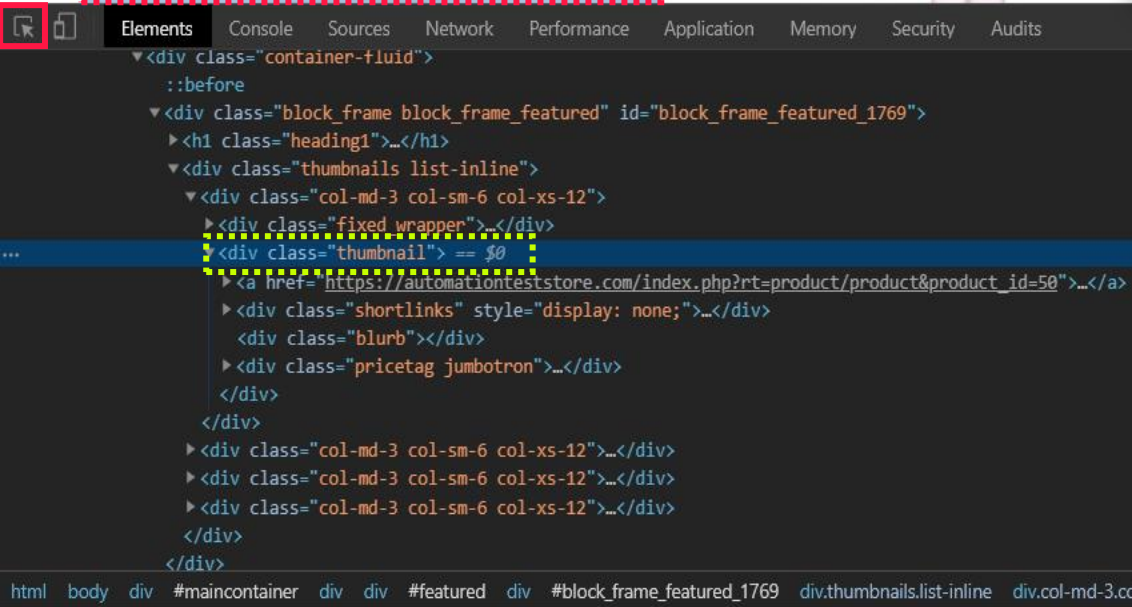 Elements Console Sources Network Performance Application Memory Security Audits
▼<div class="container-fluid">
::before
▼<div class="block_frame block_frame_featured" id="block_frame_featured_1769">
▶<h1 class="heading1">…</h1>
▼<div class="thumbnails list-inline">
▼<div class="col-md-3 col-sm-6 col-xs-12">
▶<div class="fixed_wrapper">…</div>
… ▼<div class="thumbnail"> == $0
▶<a href="https://automationteststore.com/index.php?rt=product/product&product_id=50">…</a>
▶<div class="shortlinks" style="display: none;">…</div>
<div class="blurb"></div>
▶<div class="pricetag jumbotron">…</div>
</div>
</div>
▶<div class="col-md-3 col-sm-6 col-xs-12">…</div>
▶<div class="col-md-3 col-sm-6 col-xs-12">…</div>
▶<div class="col-md-3 col-sm-6 col-xs-12">…</div>
</div>
</div>
html body div #maincontainer div div #featured div #block_frame_featured_1769 div.thumbnails.list-inline div.col-md-3.co